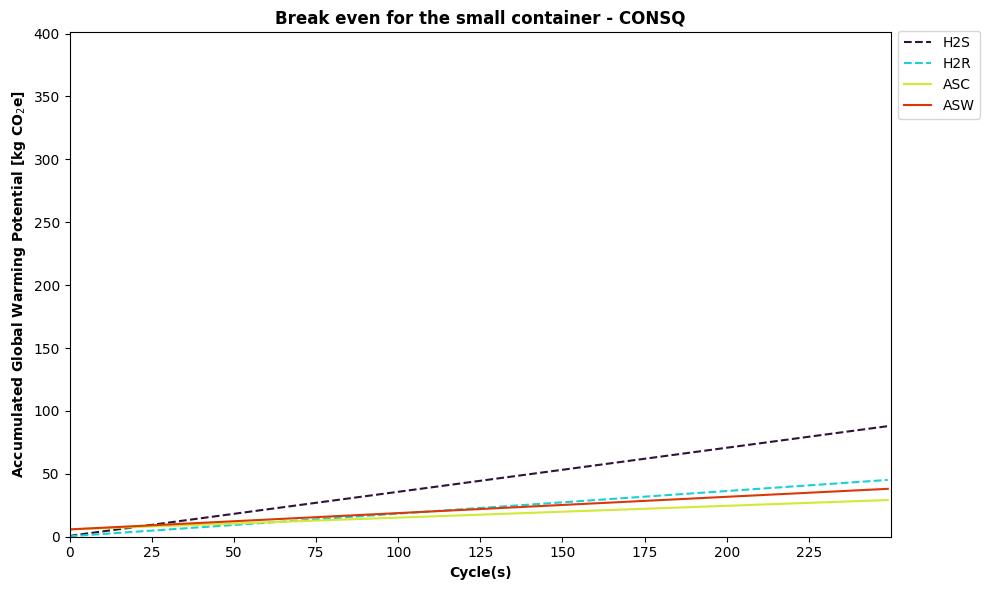 Break even for the small container - CONSQ
H2S
H2R
ASC
ASW
Accumulated Global Warming Potential [kg CO₂e]
400
350
300
250
200
150
100
50
0
0 25 50 75 100 125 150 175 200 225
Cycle(s)